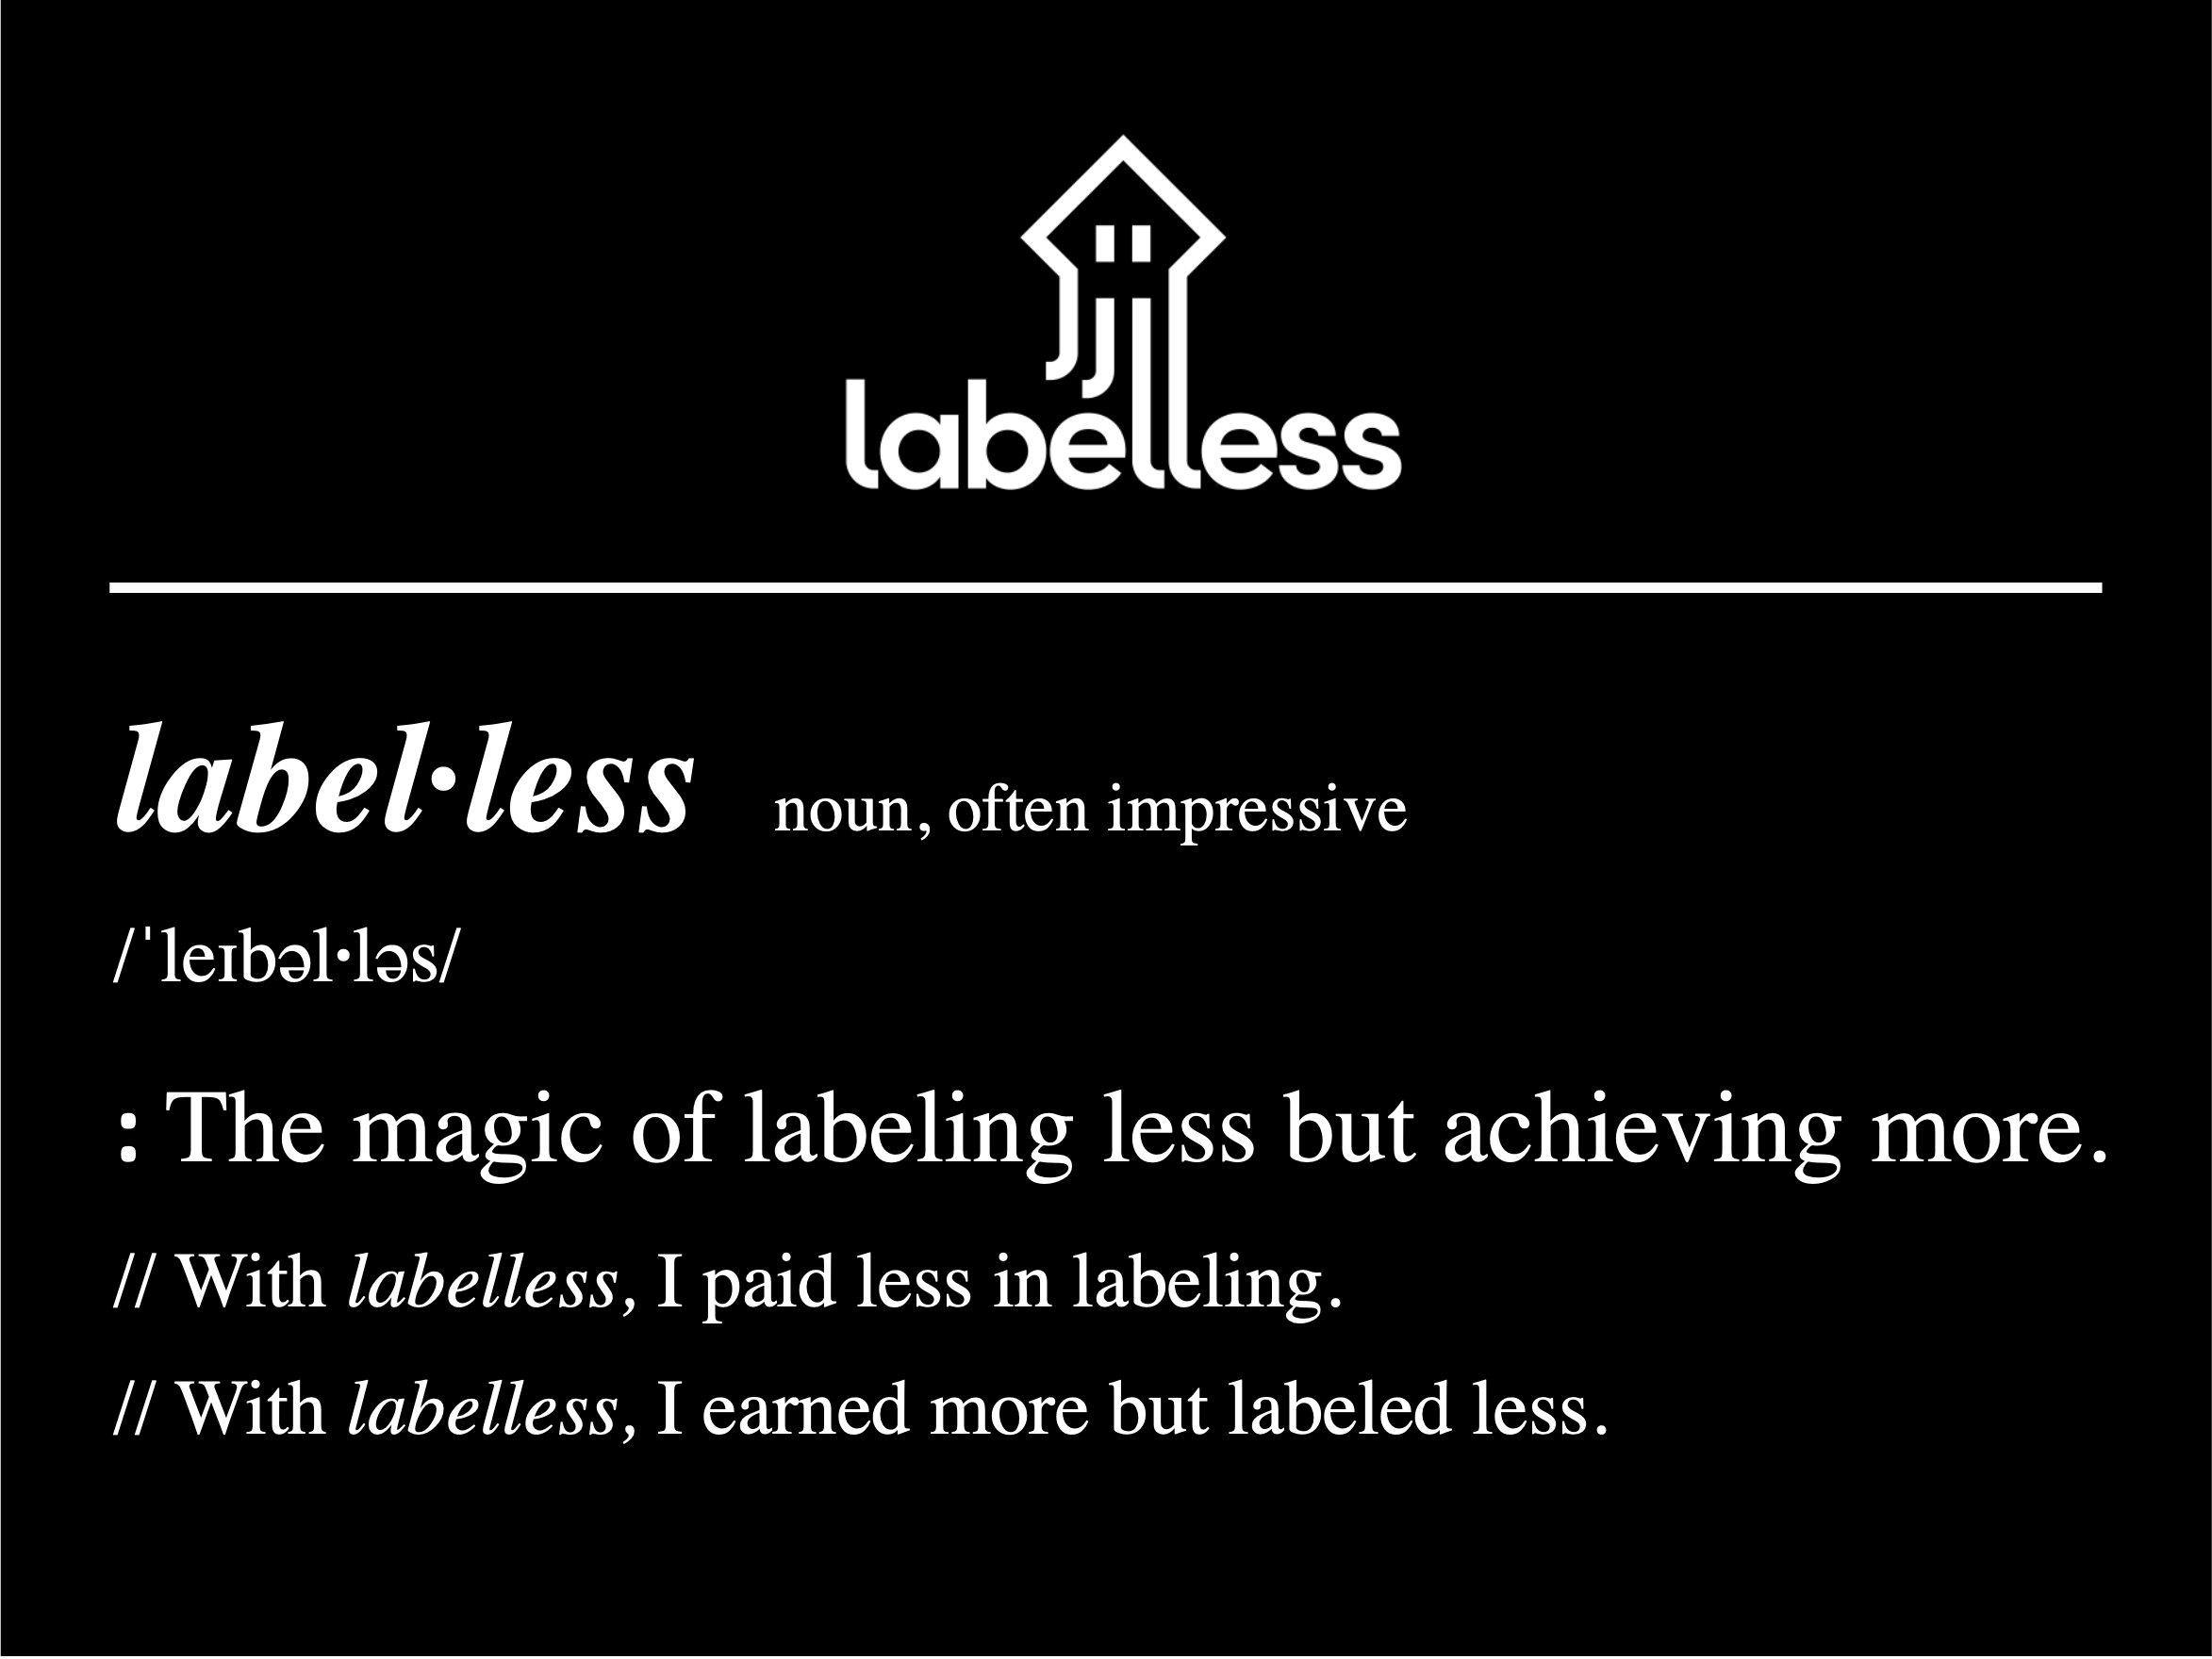 labelless
label·less noun, often impressive
/ˈleɪbəl·ləs/
: The magic of labeling less but achieving more.
// With labelless, I paid less in labeling.
// With labelless, I earned more but labeled less.